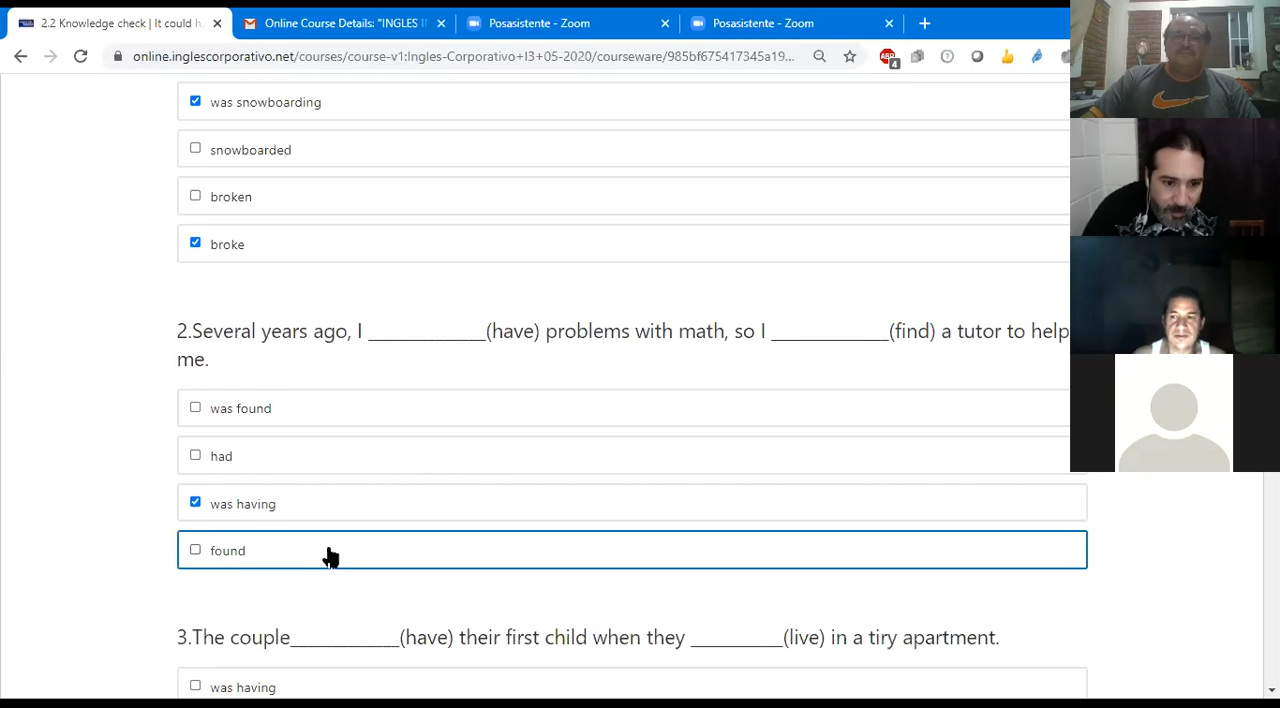 2.2 Knowledge check | It could h
Online Course Details: "INGLES II
Posasistente - Zoom
Posasistente - Zoom
online.inglescorporativo.net/courses/course-v1:Ingles-Corporativo+I3+05-2020/courseware/985bf675417345a19...
ABP
4
was snowboarding
snowboarded
broken
broke
2.Several years ago, I ____________(have) problems with math, so I ____________(find) a tutor to help
me.
was found
had
was having
found
3.The couple___________(have) their first child when they _________(live) in a tiry apartment.
was having